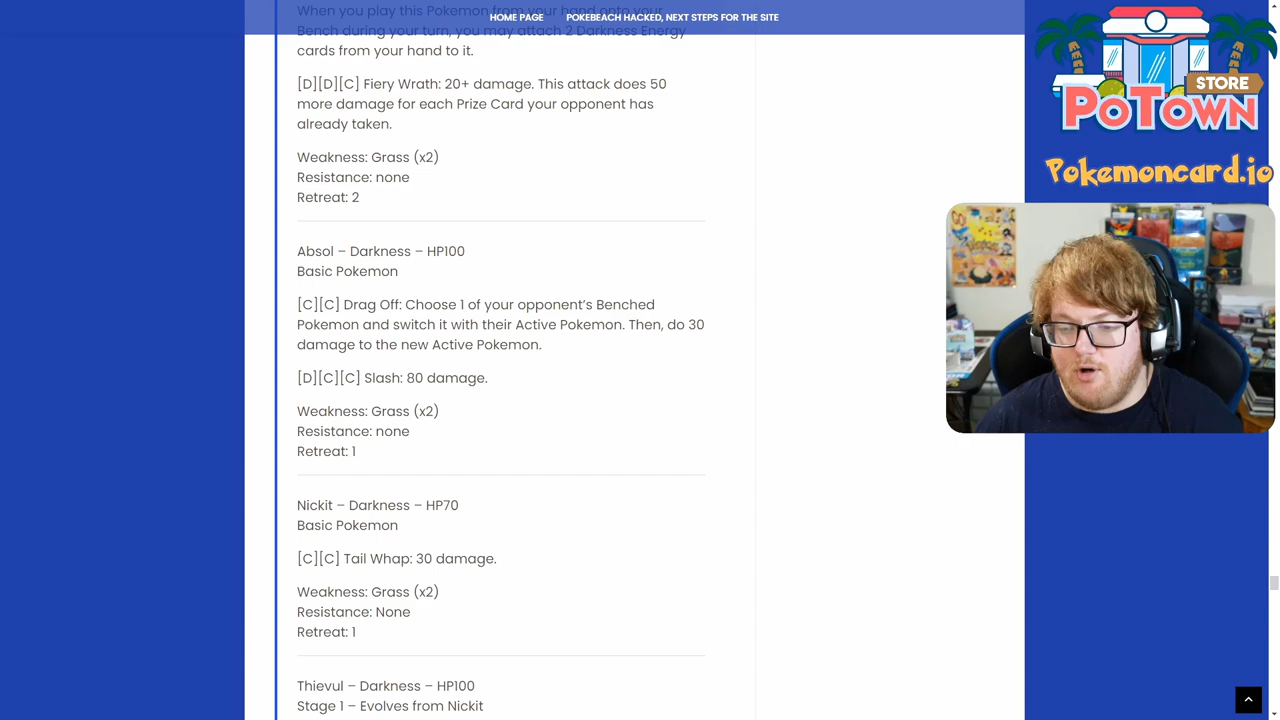 When you play this Pokemon from your hand onto your
HOME PAGE
POKEBEACH HACKED, NEXT STEPS FOR THE SITE
Bench during your turn, you may attach 2 Darkness Energy
cards from your hand to it.
[D][D][C] Fiery Wrath: 20+ damage. This attack does 50
more damage for each Prize Card your opponent has
already taken.
Weakness: Grass (x2)
Resistance: none
Retreat: 2
Absol – Darkness – HP100
Basic Pokemon
[C][C] Drag Off: Choose 1 of your opponent’s Benched
Pokemon and switch it with their Active Pokemon. Then, do 30
damage to the new Active Pokemon.
[D][C][C] Slash: 80 damage.
Weakness: Grass (x2)
Resistance: none
Retreat: 1
Nickit – Darkness – HP70
Basic Pokemon
[C][C] Tail Whap: 30 damage.
Weakness: Grass (x2)
Resistance: None
Retreat: 1
Thievul – Darkness – HP100
Stage 1 – Evolves from Nickit
STORE
POTOWN
Pokemoncard.io